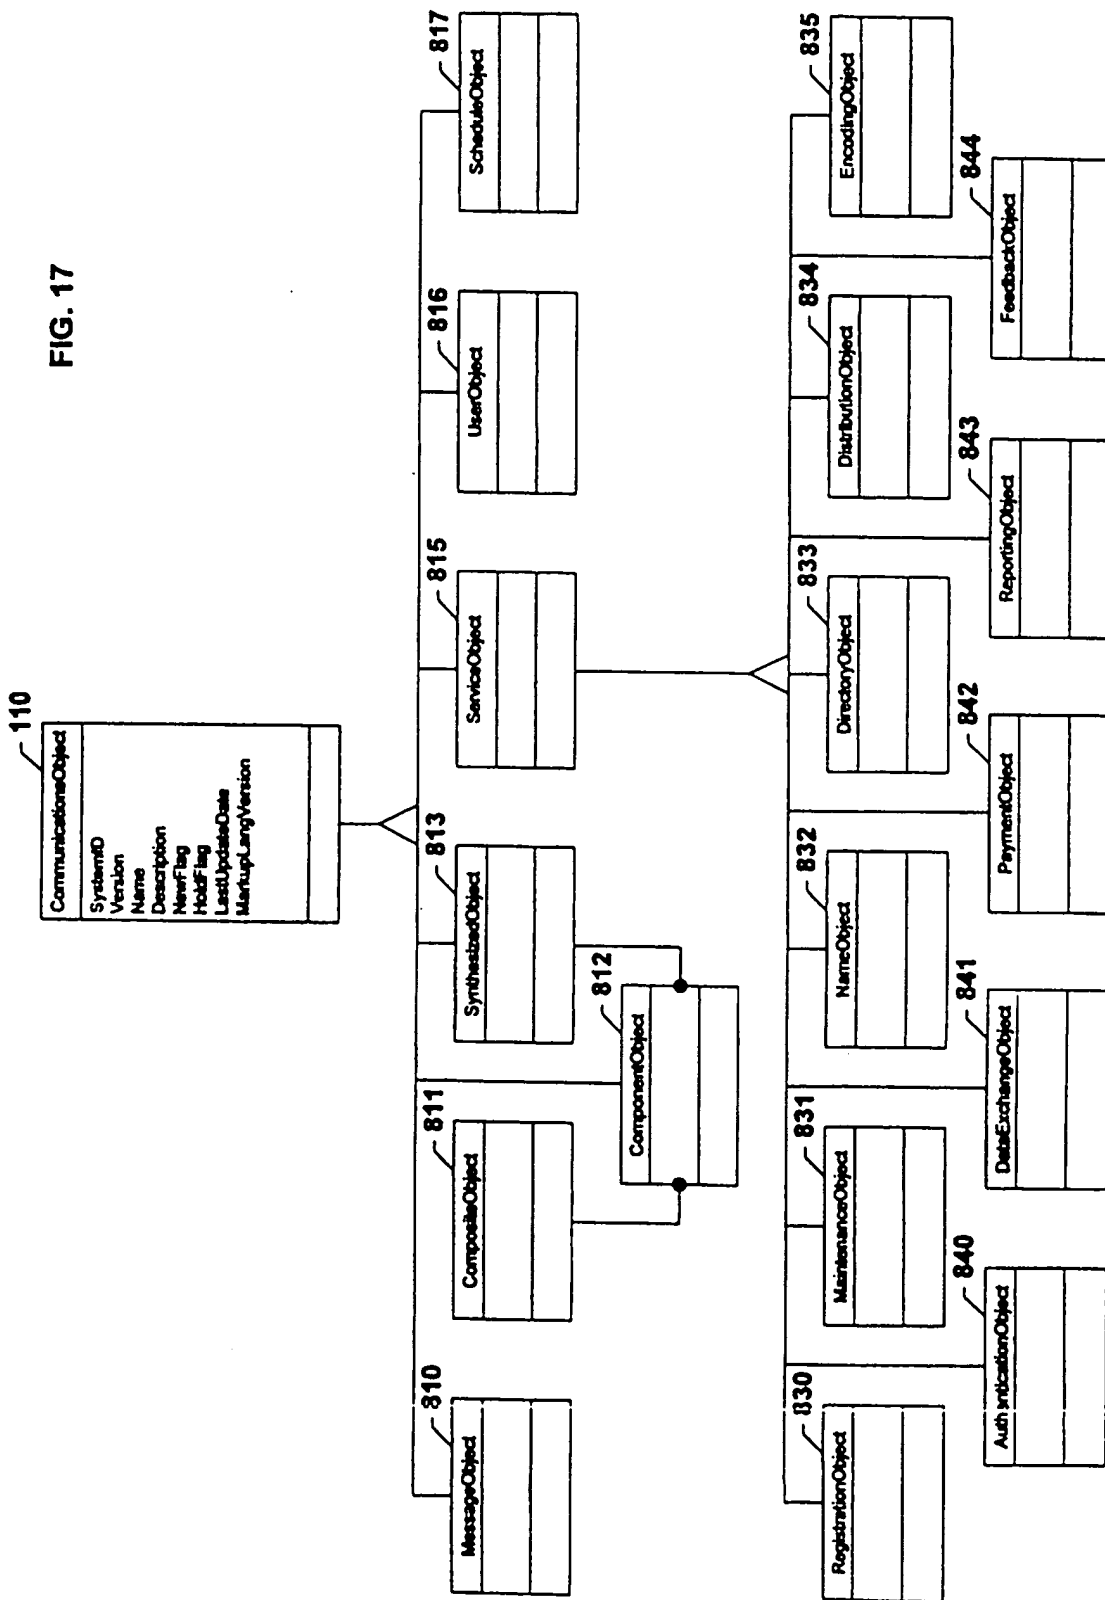 FIG. 17
110
CommunicationsObject
SystemID
Version
Name
Description
NewFlag
HoldFlag
LastUpdateDate
MarkupLangVersion
810
MessageObject
811
CompositeObject
812
ComponentObject
813
SynthesizedObject
815
ServiceObject
816
UserObject
817
ScheduleObject
830
RegistrationObject
831
MaintenanceObject
832
NameObject
833
DirectoryObject
834
DistributionObject
835
EncodingObject
840
AuthenticationObject
841
DataExchangeObject
842
PaymentObject
843
ReportingObject
844
FeedbackObject